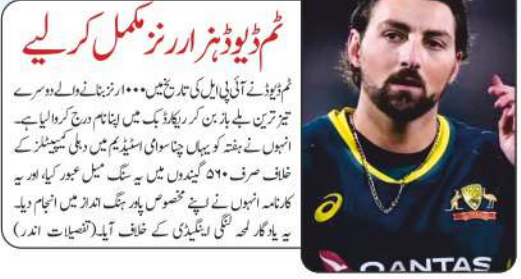 ٹم ڈیوڈ ہزار رنز مکمل کر لیے
ٹم ڈیوڈ نے آئی پی ایل کی تاریخ میں ۱۰۰۰ رنز بنانے والے دوسرے
تیز ترین بلے باز بن کر ریکارڈ بک میں اپنا نام درج کروا لیا ہے۔
انہوں نے ہفتہ کو یہاں چناسوامی اسٹیڈیم میں دہلی کیپیٹلز کے
خلاف صرف ۵۶۰ گیندوں میں یہ سنگ میل عبور کیا، اور یہ
کارنامہ انہوں نے اپنے مخصوص پاور ہٹنگ انداز میں انجام دیا۔
یہ یادگار لمحہ لنگی اینگیڈی کے خلاف آیا۔ (تفصیلات اندر)
QANTAS